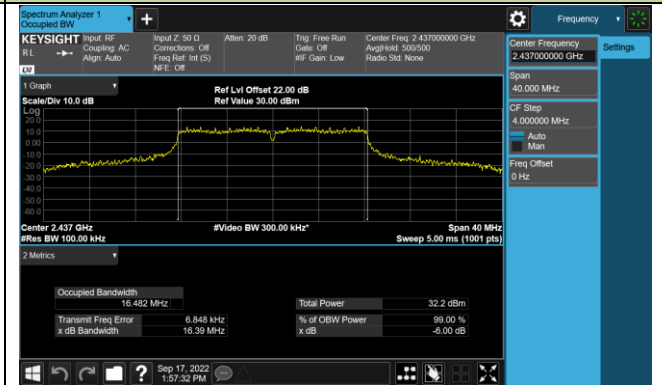 Spectrum Analyzer 1
Occupied BW
Frequency
KEYSIGHT
RL
LXI
Input: RF
Coupling: AC
Align: Auto
Input Z: 50 Ω
Corrections: Off
Freq Ref: Int (S)
NFE: Off
Atten: 20 dB
Trig: Free Run
Gate: Off
#IF Gain: Low
Center Freq: 2.437000000 GHz
Avg|Hold: 500/500
Radio Std: None
Center Frequency
2.437000000 GHz
Settings
Span
40.000 MHz
CF Step
4.000000 MHz
Auto
Man
Freq Offset
0 Hz
1 Graph
Scale/Div 10.0 dB
Ref Lvl Offset 22.00 dB
Ref Value 30.00 dBm
Log
20.0
10.0
0.00
-10.0
-20.0
-30.0
-40.0
-50.0
-60.0
Center 2.437 GHz
#Res BW 100.00 kHz
#Video BW 300.00 kHz*
Span 40 MHz
Sweep 5.00 ms (1001 pts)
2 Metrics
Occupied Bandwidth
16.482 MHz
Total Power 32.2 dBm
Transmit Freq Error 6.848 kHz
% of OBW Power 99.00 %
x dB Bandwidth 16.39 MHz
x dB -6.00 dB
?
Sep 17, 2022
1:57:32 PM